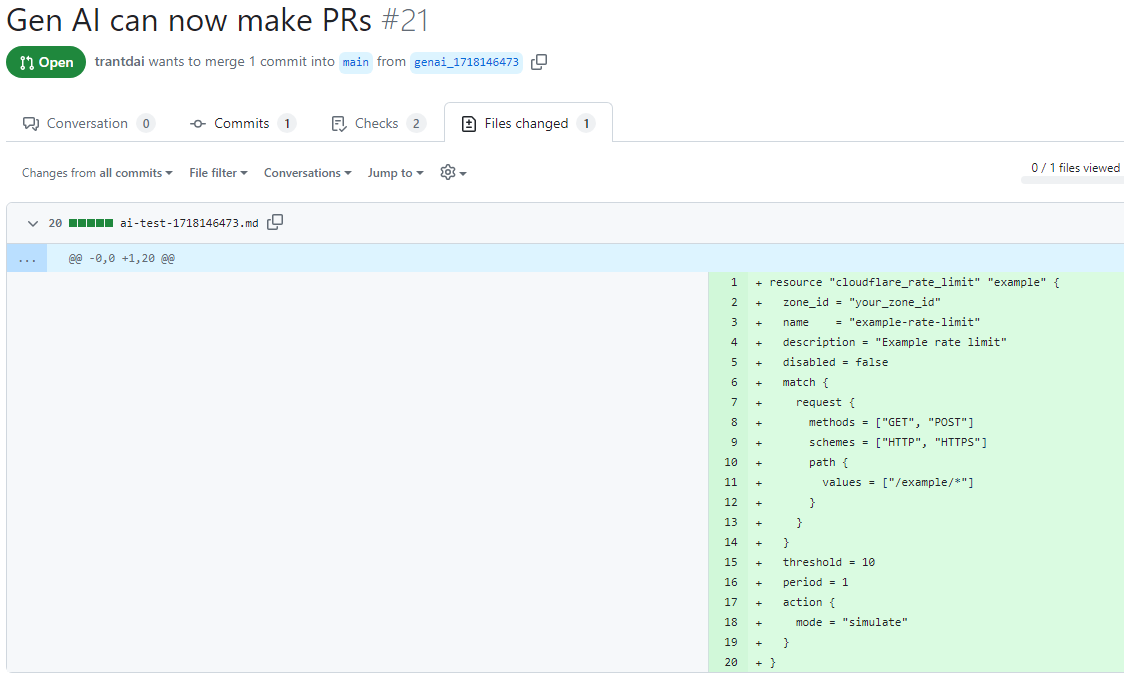 Gen AI can now make PRs #21
Open trantdai wants to merge 1 commit into main from genai_1718146473
Conversation 0 Commits 1 Checks 2 Files changed 1
Changes from all commits File filter Conversations Jump to 0 / 1 files viewed
20 ai-test-1718146473.md
... @@ -0,0 +1,20 @@
1 + resource "cloudflare_rate_limit" "example" {
2 +   zone_id = "your_zone_id"
3 +   name    = "example-rate-limit"
4 +   description = "Example rate limit"
5 +   disabled = false
6 +   match {
7 +     request {
8 +       methods = ["GET", "POST"]
9 +       schemes = ["HTTP", "HTTPS"]
10 +       path {
11 +         values = ["/example/*"]
12 +       }
13 +     }
14 +   }
15 +   threshold = 10
16 +   period = 1
17 +   action {
18 +     mode = "simulate"
19 +   }
20 + }